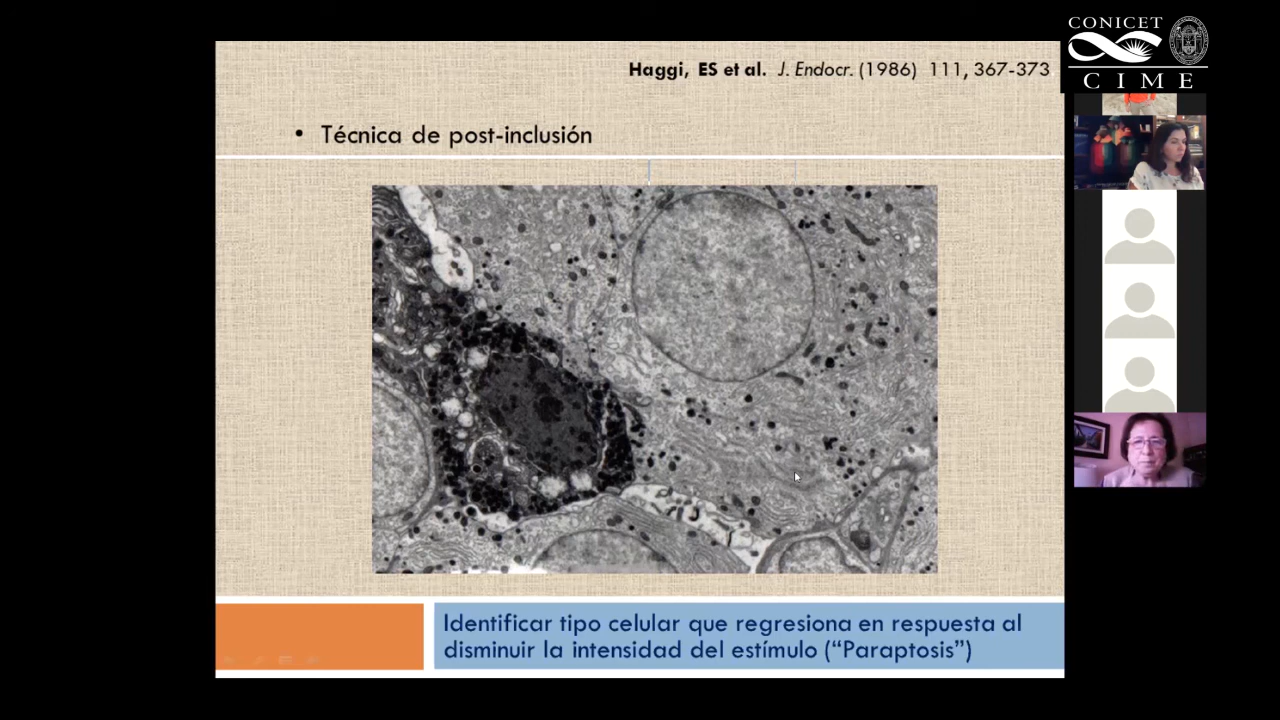 CONICET
CIME
Haggi, ES et al. J. Endocr. (1986) 111, 367-373.
• Técnica de post-inclusión
Identificar tipo celular que regresiona en respuesta al
disminuir la intensidad del estímulo (“Paraptosis”)